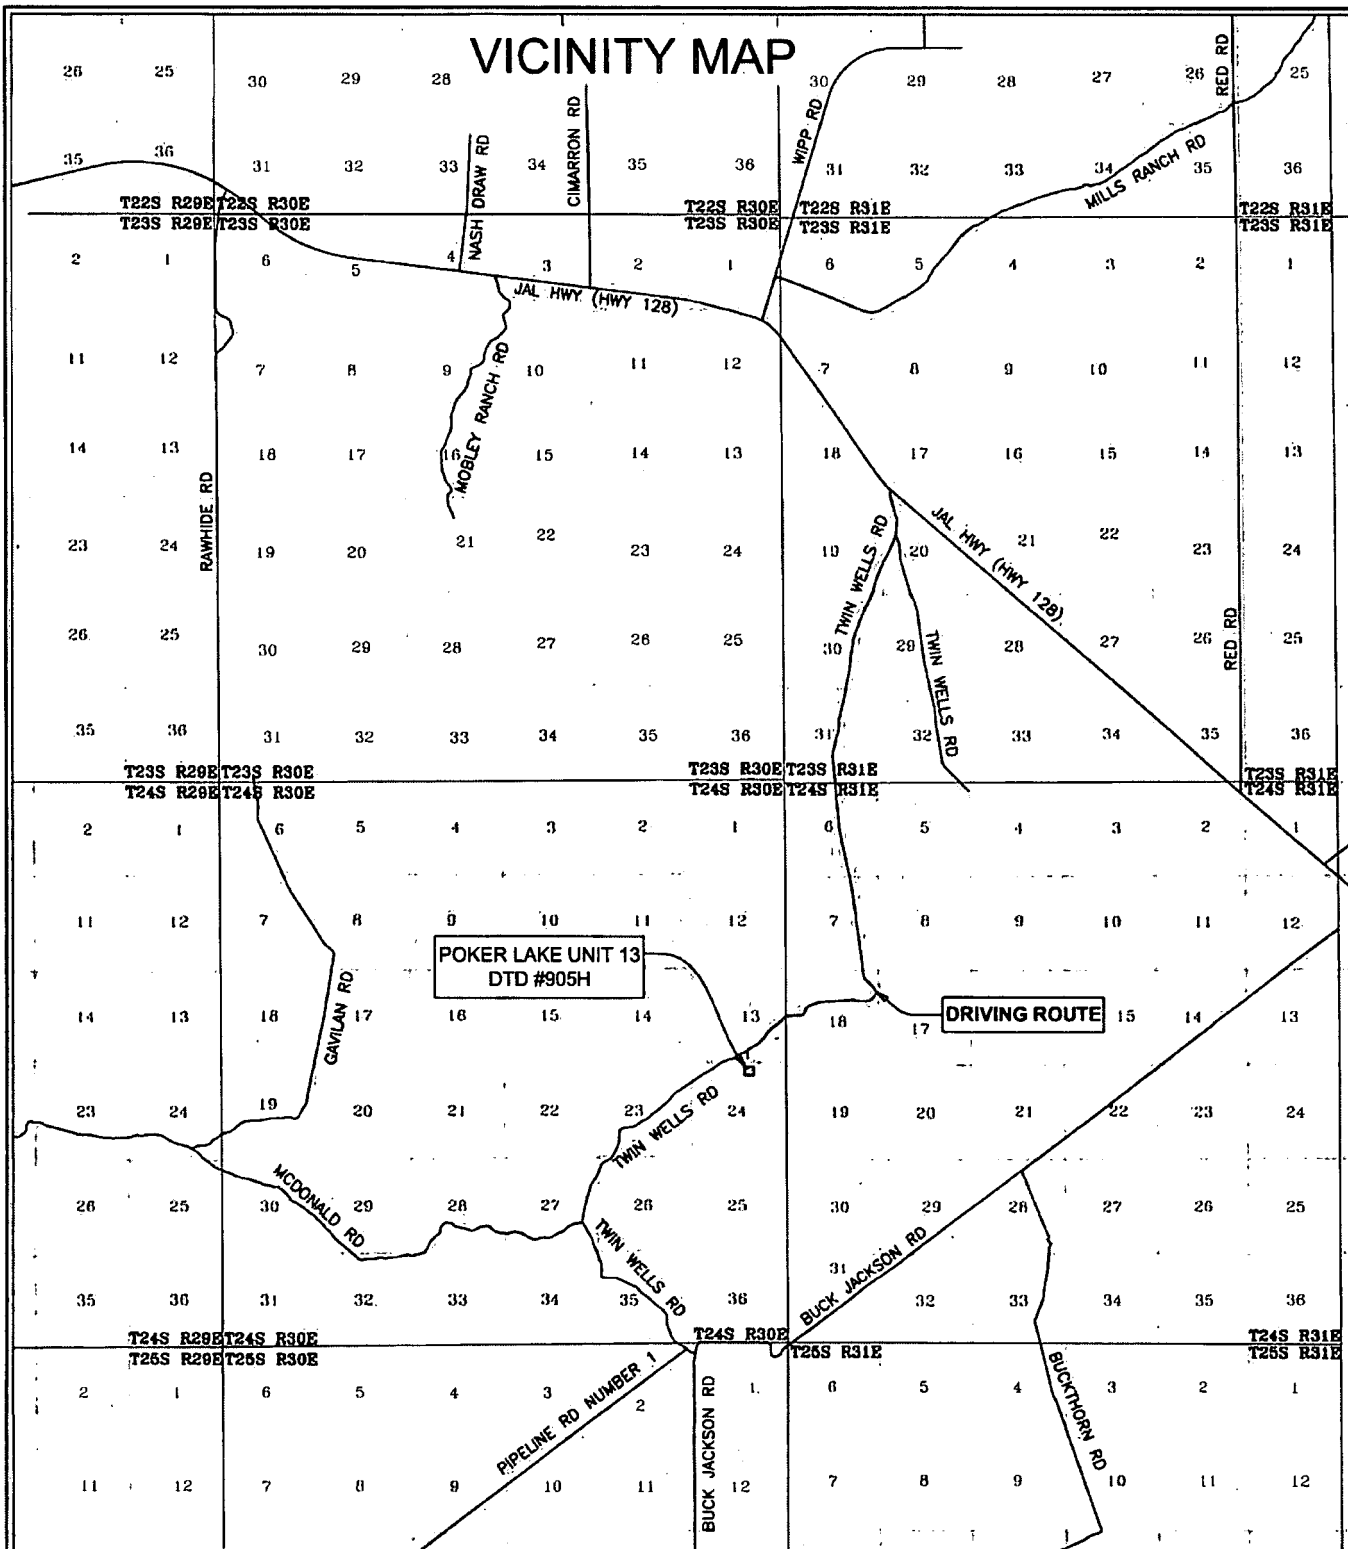 VICINITY MAP
26 25 30 29 28 30 29 28 27 26 25
RED RD
CIMARRON RD
WIPP RD
NASH DRAW RD
35 36 31 32 33 34 35 36 31 32 33 34 35 36
MILLS RANCH RD
T22S R29E T22S R30E T22S R30E T22S R31E T22S R31E
T23S R29E T23S R30E T23S R30E T23S R31E T23S R31E
2 1 6 5 4 3 2 1 6 5 4 3 2 1
JAL HWY (HWY 128)
11 12 7 8 9 10 11 12 7 8 9 10 11 12
MOBLEY RANCH RD
14 13 18 17 16 15 14 13 18 17 16 15 14 13
RAWHIDE RD
JAL HWY (HWY 128)
23 24 19 20 21 22 23 24 19 20 21 22 23 24
TWIN WELLS RD
26 25 30 29 28 27 26 25 30 29 28 27 26 25
TWIN WELLS RD
RED RD
35 36 31 32 33 34 35 36 31 32 33 34 35 36
T23S R29E T23S R30E T23S R30E T23S R31E T23S R31E
T24S R29E T24S R30E T24S R30E T24S R31E T24S R31E
2 1 6 5 4 3 2 1 6 5 4 3 2 1
11 12 7 8 9 10 11 12 7 8 9 10 11 12
POKER LAKE UNIT 13
DTD #905H
GAVILAN RD
DRIVING ROUTE
14 13 18 17 16 15 14 13 18 17 15 14 13
23 24 19 20 21 22 23 24 19 20 21 22 23 24
TWIN WELLS RD
MCDONALD RD
26 25 30 29 28 27 26 25 30 29 28 27 26 25
TWIN WELLS RD
BUCK JACKSON RD
35 36 31 32 33 34 35 36 31 32 33 34 35 36
T24S R29E T24S R30E T24S R30E T24S R31E
T25S R29E T25S R30E T25S R31E T25S R31E
2 1 6 5 4 3 2 1 6 5 4 3 2 1
PIPELINE RD NUMBER 1
BUCK JACKSON RD
BUCKTHORN RD
11 12 7 8 9 10 11 12 7 8 9 10 11 12